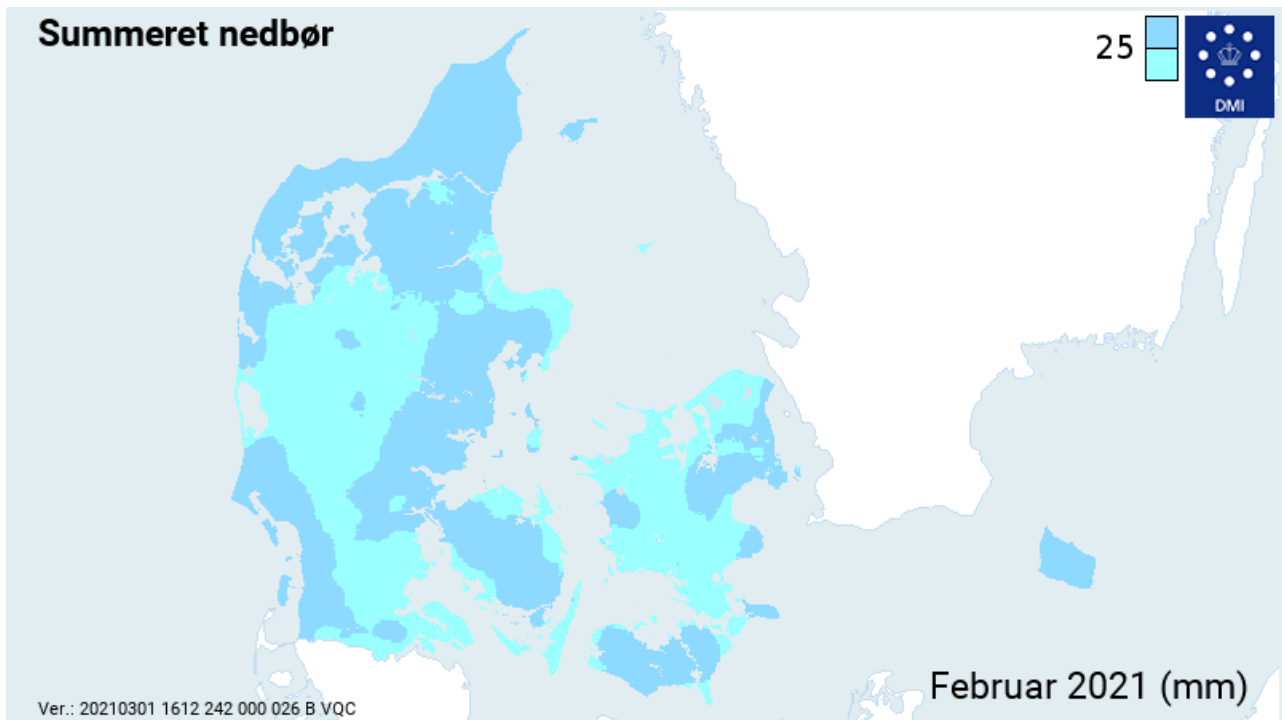 Summeret nedbør
25
DMI
Februar 2021 (mm)
Ver.: 20210301 1612 242 000 026 B VQC